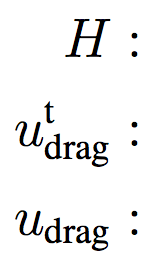 H :
u^t_drag :
u_drag :